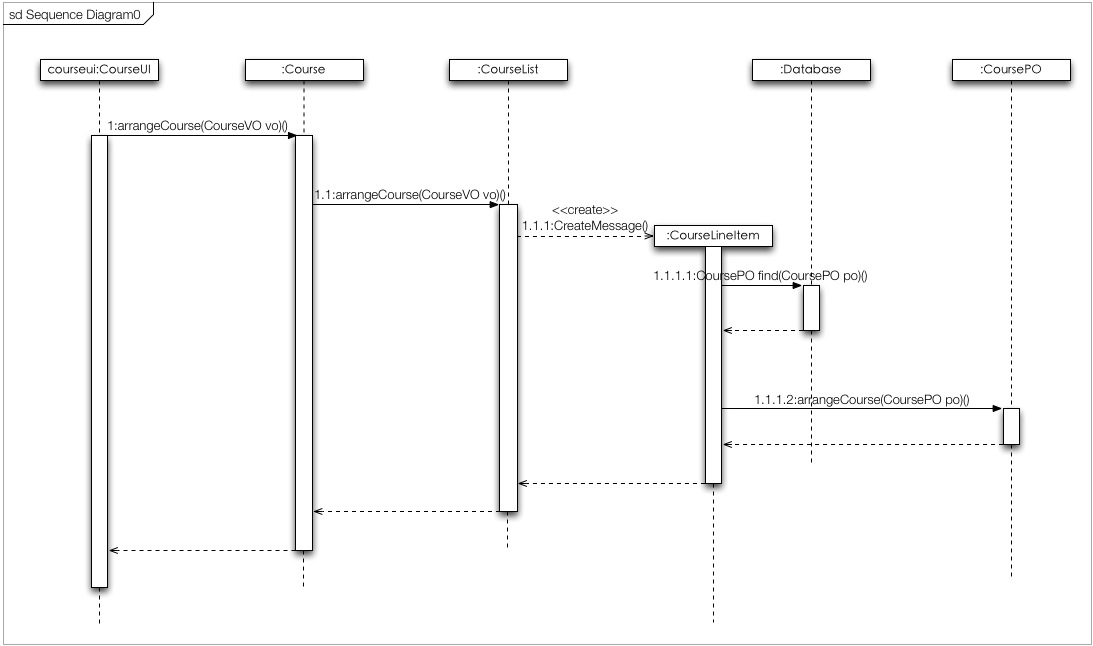 sd Sequence Diagram0
courseui:CourseUI
:Course
:CourseList
:Database
:CoursePO
1:arrangeCourse(CourseVO vo)()
1.1:arrangeCourse(CourseVO vo)()
<<create>>
1.1.1:CreateMessage()
:CourseLineItem
1.1.1.1:CoursePO find(CoursePO po)()
1.1.1.2:arrangeCourse(CoursePO po)()